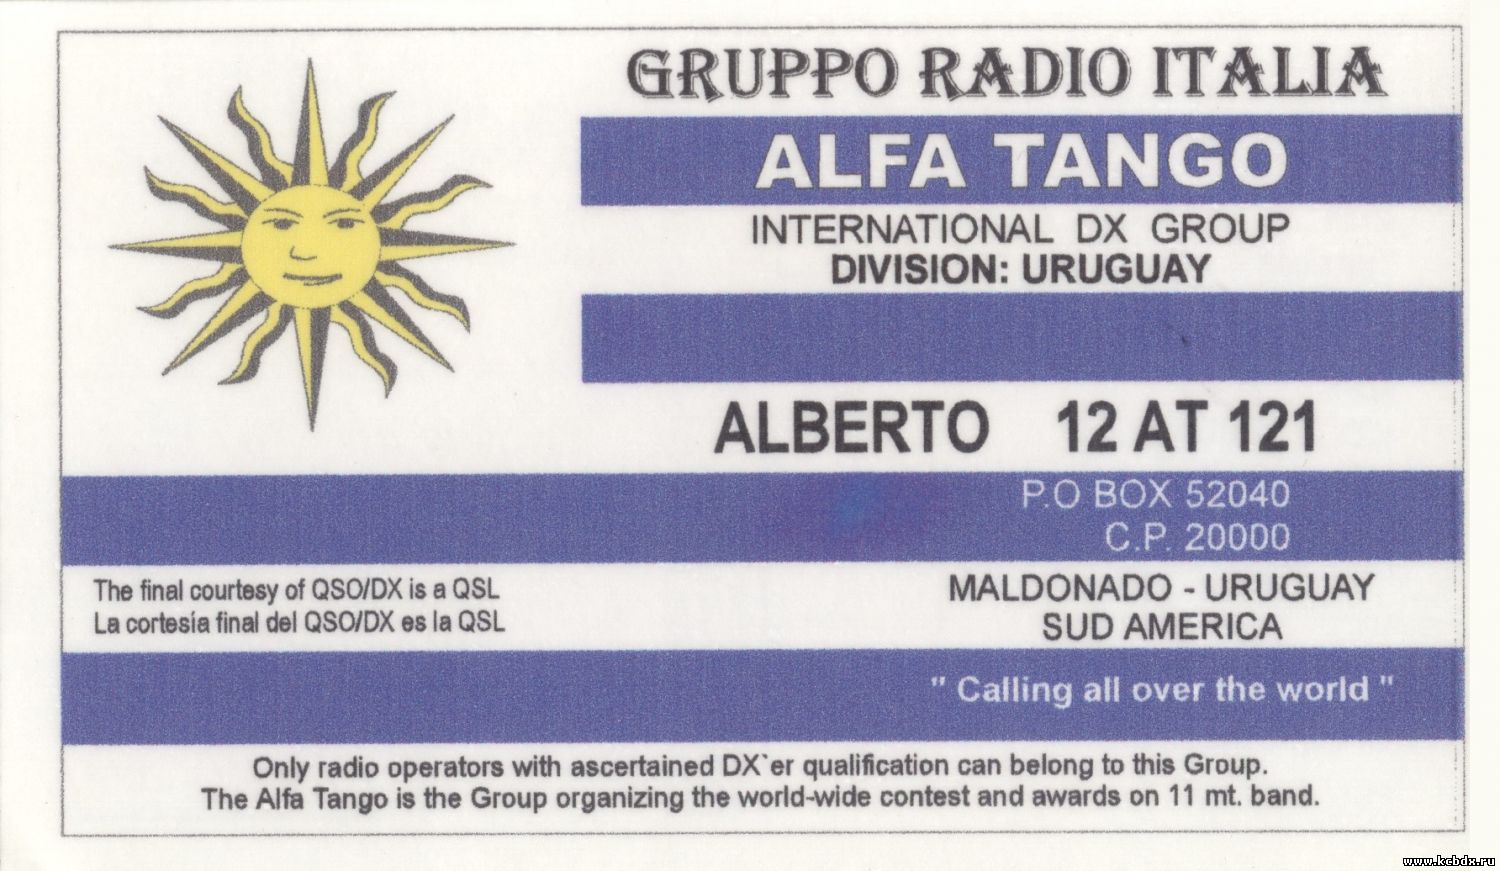 GRUPPO RADIO ITALIA
ALFA TANGO
INTERNATIONAL DX GROUP
DIVISION: URUGUAY
ALBERTO 12 AT 121
P.O BOX 52040
C.P. 20000
The final courtesy of QSO/DX is a QSL
La cortesía final del QSO/DX es la QSL
MALDONADO - URUGUAY
SUD AMERICA
" Calling all over the world "
Only radio operators with ascertained DX`er qualification can belong to this Group.
The Alfa Tango is the Group organizing the world-wide contest and awards on 11 mt. band.
www.kcbdx.ru